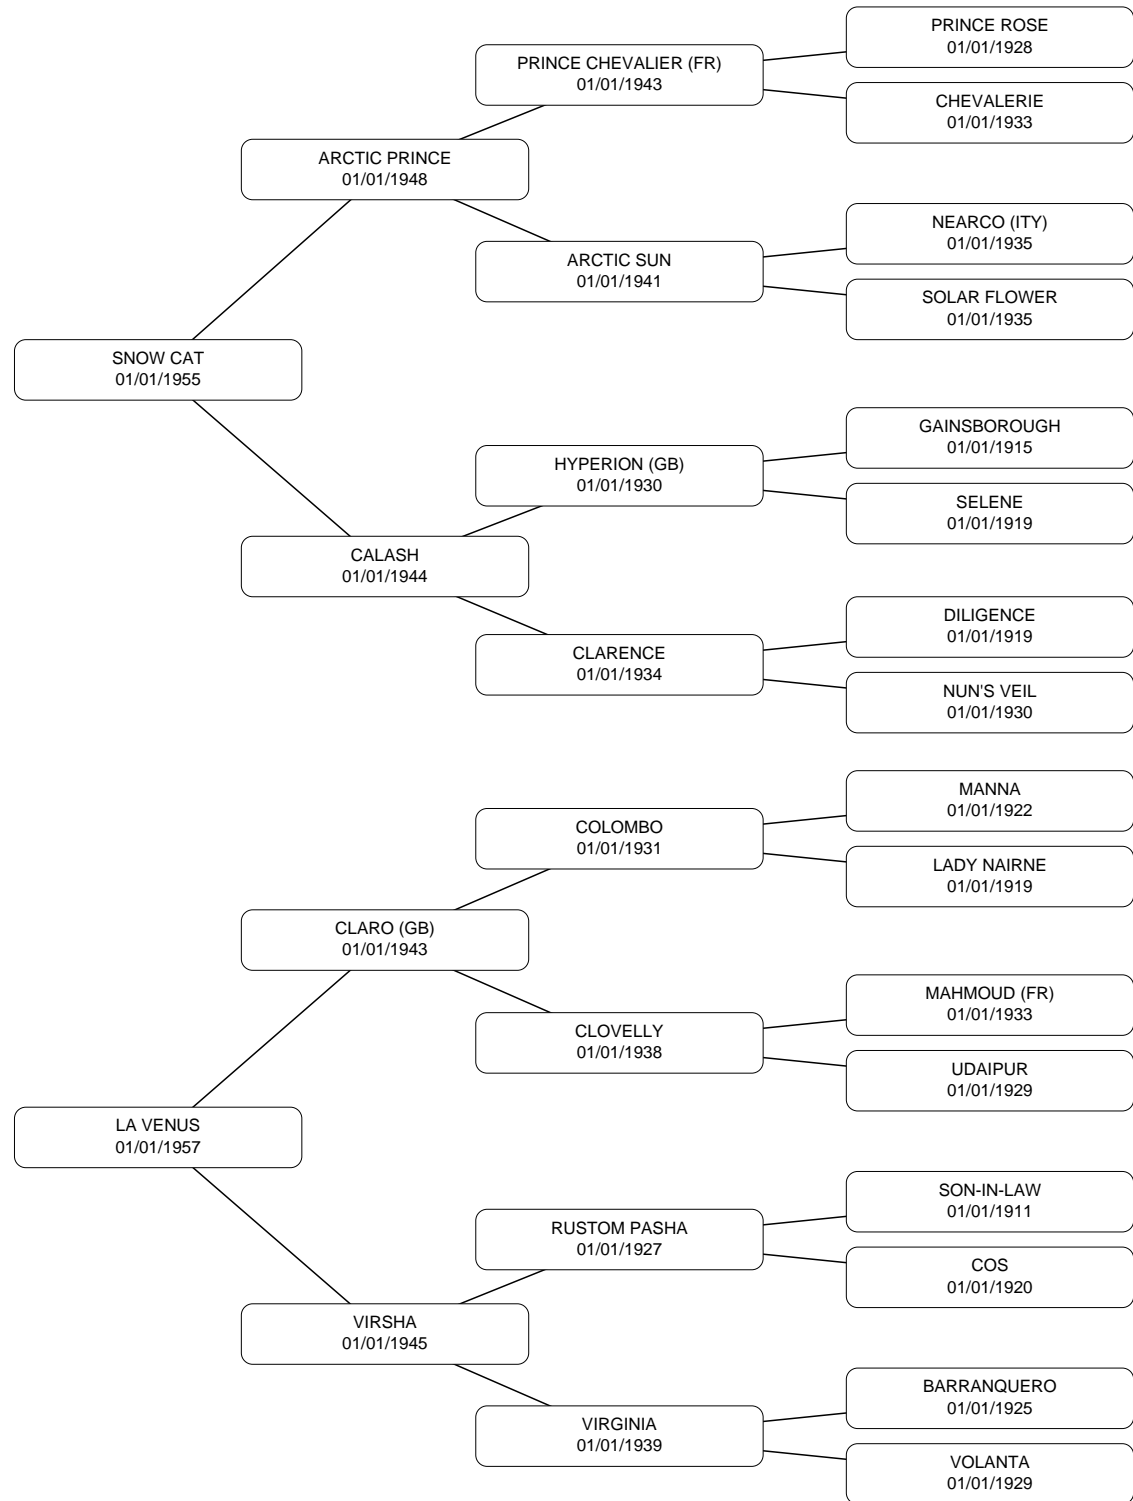 PRINCE ROSE
01/01/1928
PRINCE CHEVALIER (FR)
01/01/1943
CHEVALERIE
01/01/1933
ARCTIC PRINCE
01/01/1948
NEARCO (ITY)
01/01/1935
ARCTIC SUN
01/01/1941
SOLAR FLOWER
01/01/1935
SNOW CAT
01/01/1955
GAINSBOROUGH
01/01/1915
HYPERION (GB)
01/01/1930
SELENE
01/01/1919
CALASH
01/01/1944
DILIGENCE
01/01/1919
CLARENCE
01/01/1934
NUN'S VEIL
01/01/1930
MANNA
01/01/1922
COLOMBO
01/01/1931
LADY NAIRNE
01/01/1919
CLARO (GB)
01/01/1943
MAHMOUD (FR)
01/01/1933
CLOVELLY
01/01/1938
UDAIPUR
01/01/1929
LA VENUS
01/01/1957
SON-IN-LAW
01/01/1911
RUSTOM PASHA
01/01/1927
COS
01/01/1920
VIRSHA
01/01/1945
BARRANQUERO
01/01/1925
VIRGINIA
01/01/1939
VOLANTA
01/01/1929